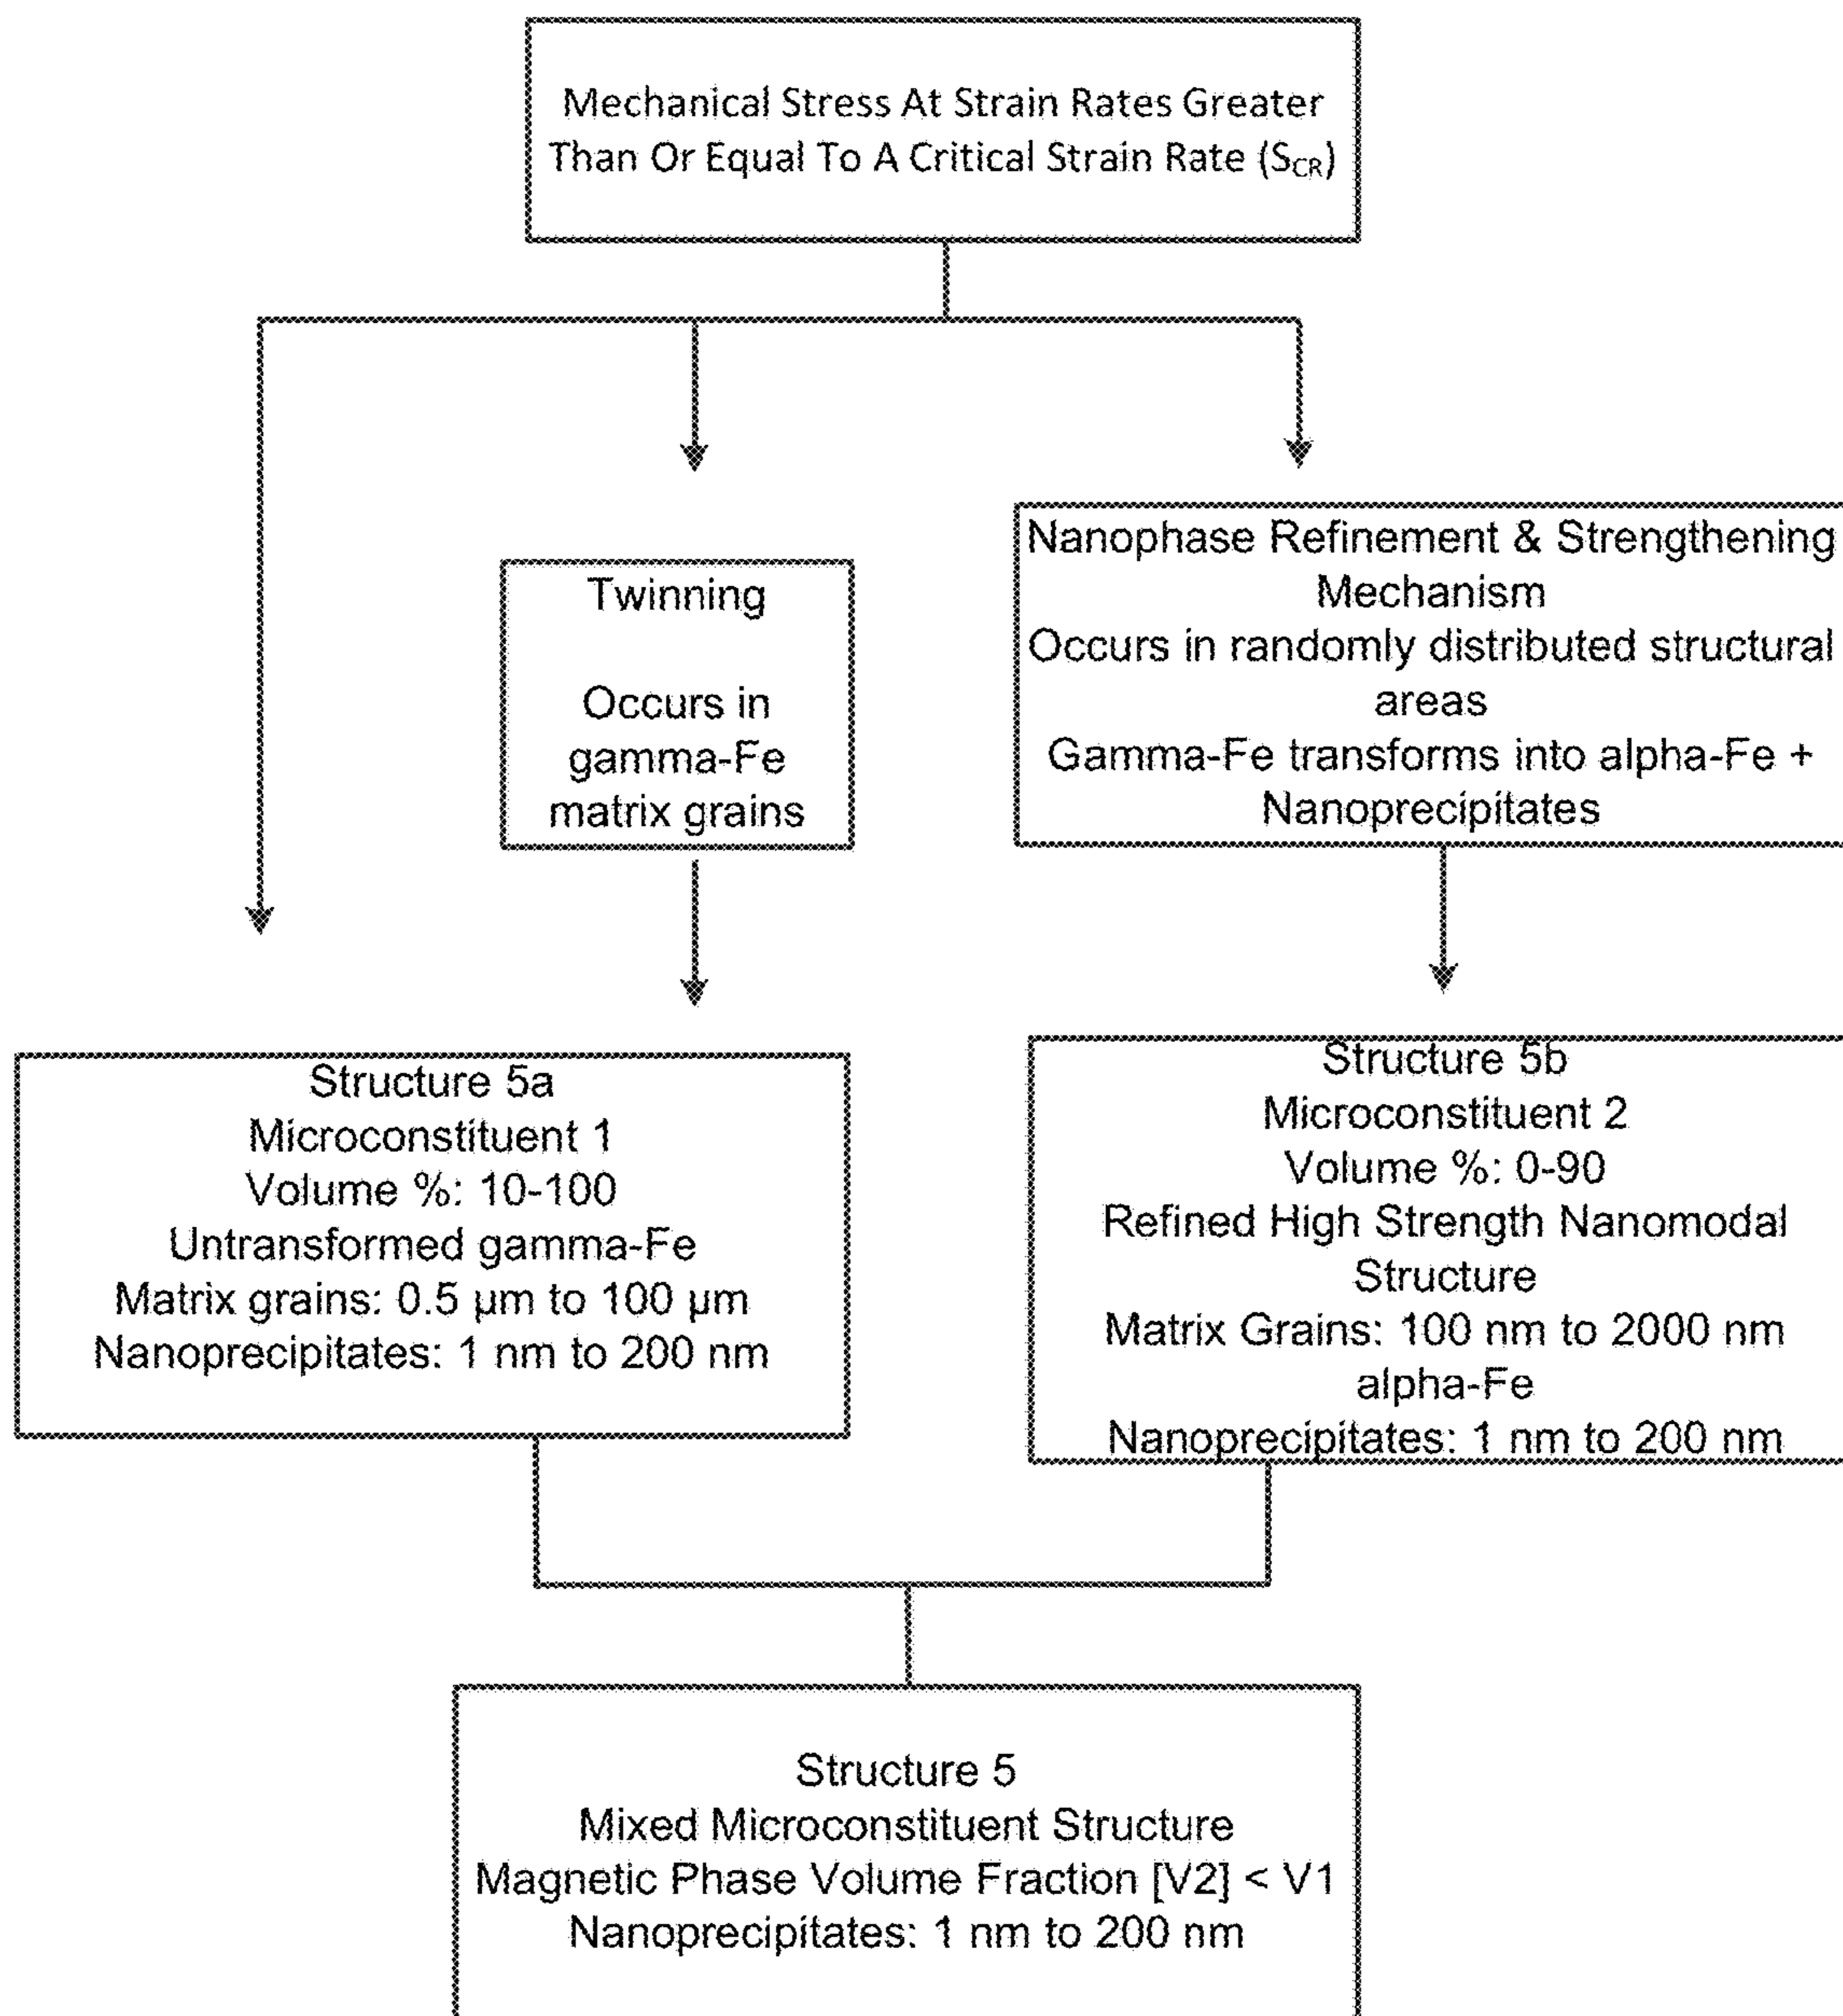 Mechanical Stress At Strain Rates Greater
Than Or Equal To A Critical Strain Rate (SCR)
Twinning
Occurs in
gamma-Fe
matrix grains
Nanophase Refinement & Strengthening
Mechanism
Occurs in randomly distributed structural
areas
Gamma-Fe transforms into alpha-Fe +
Nanoprecipitates
Structure 5a
Microconstituent 1
Volume %: 10-100
Untransformed gamma-Fe
Matrix grains: 0.5 µm to 100 µm
Nanoprecipitates: 1 nm to 200 nm
Structure 5b
Microconstituent 2
Volume %: 0-90
Refined High Strength Nanomodal
Structure
Matrix Grains: 100 nm to 2000 nm
alpha-Fe
Nanoprecipitates: 1 nm to 200 nm
Structure 5
Mixed Microconstituent Structure
Magnetic Phase Volume Fraction [V2] < V1
Nanoprecipitates: 1 nm to 200 nm